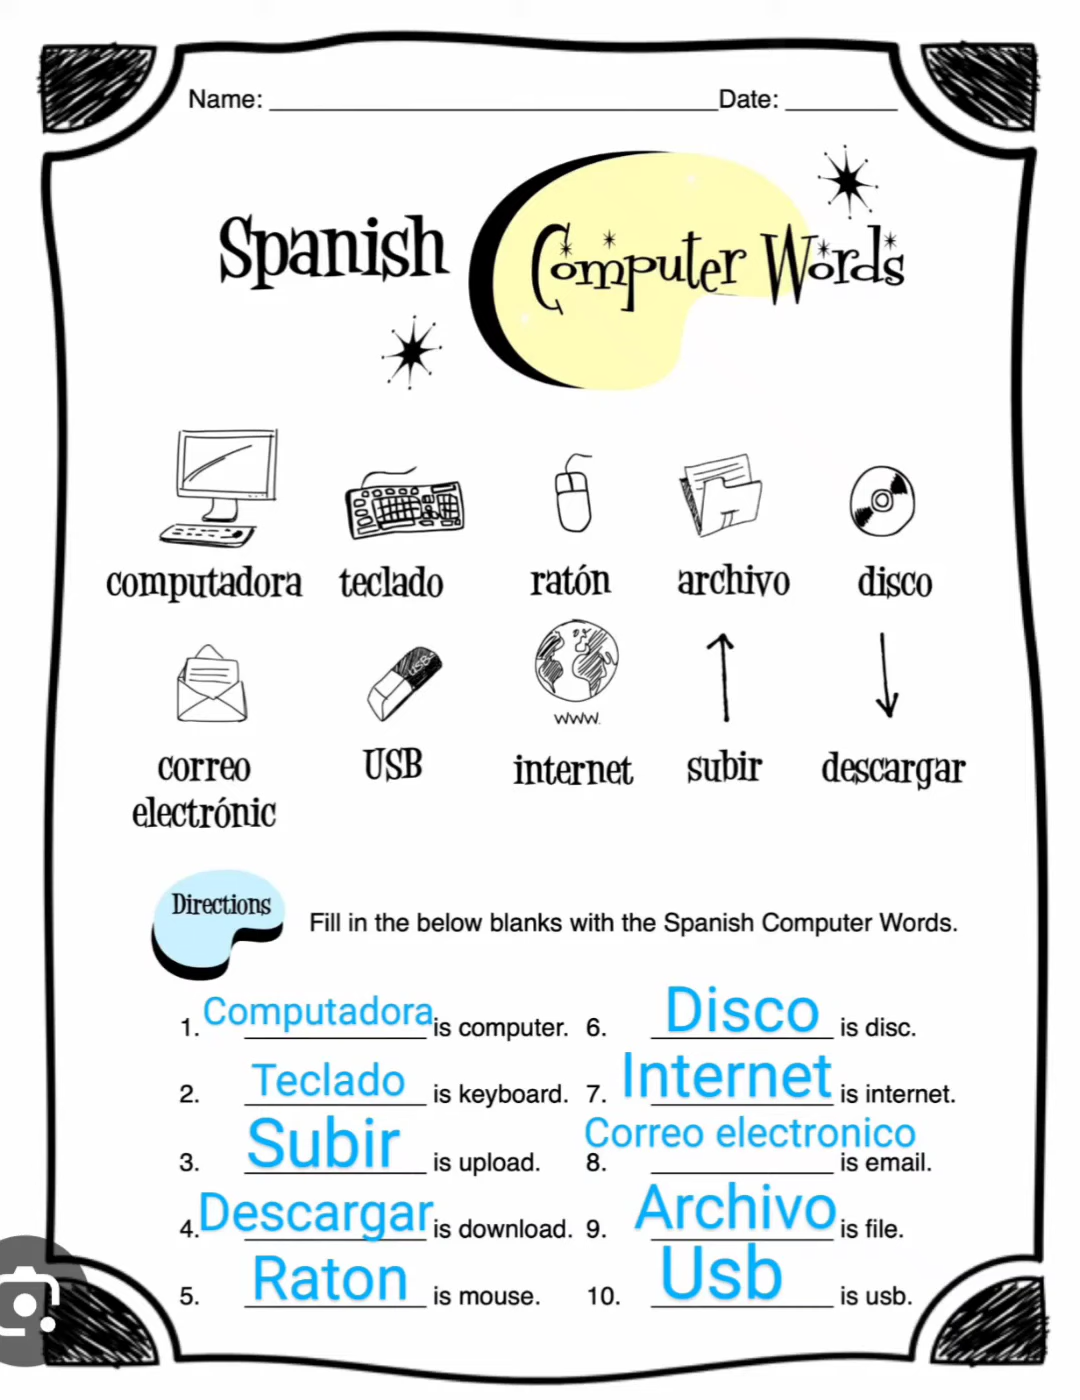 Name: ________________________________ Date: ________
Spanish Computer Words
computadora teclado ratón archivo disco
USB
www.
correo electrónic USB internet subir descargar
Directions
Fill in the below blanks with the Spanish Computer Words.
1. Computadora is computer. 6. Disco is disc.
2. Teclado is keyboard. 7. Internet is internet.
3. Subir is upload. 8. Correo electronico is email.
4. Descargar is download. 9. Archivo is file.
5. Raton is mouse. 10. Usb is usb.